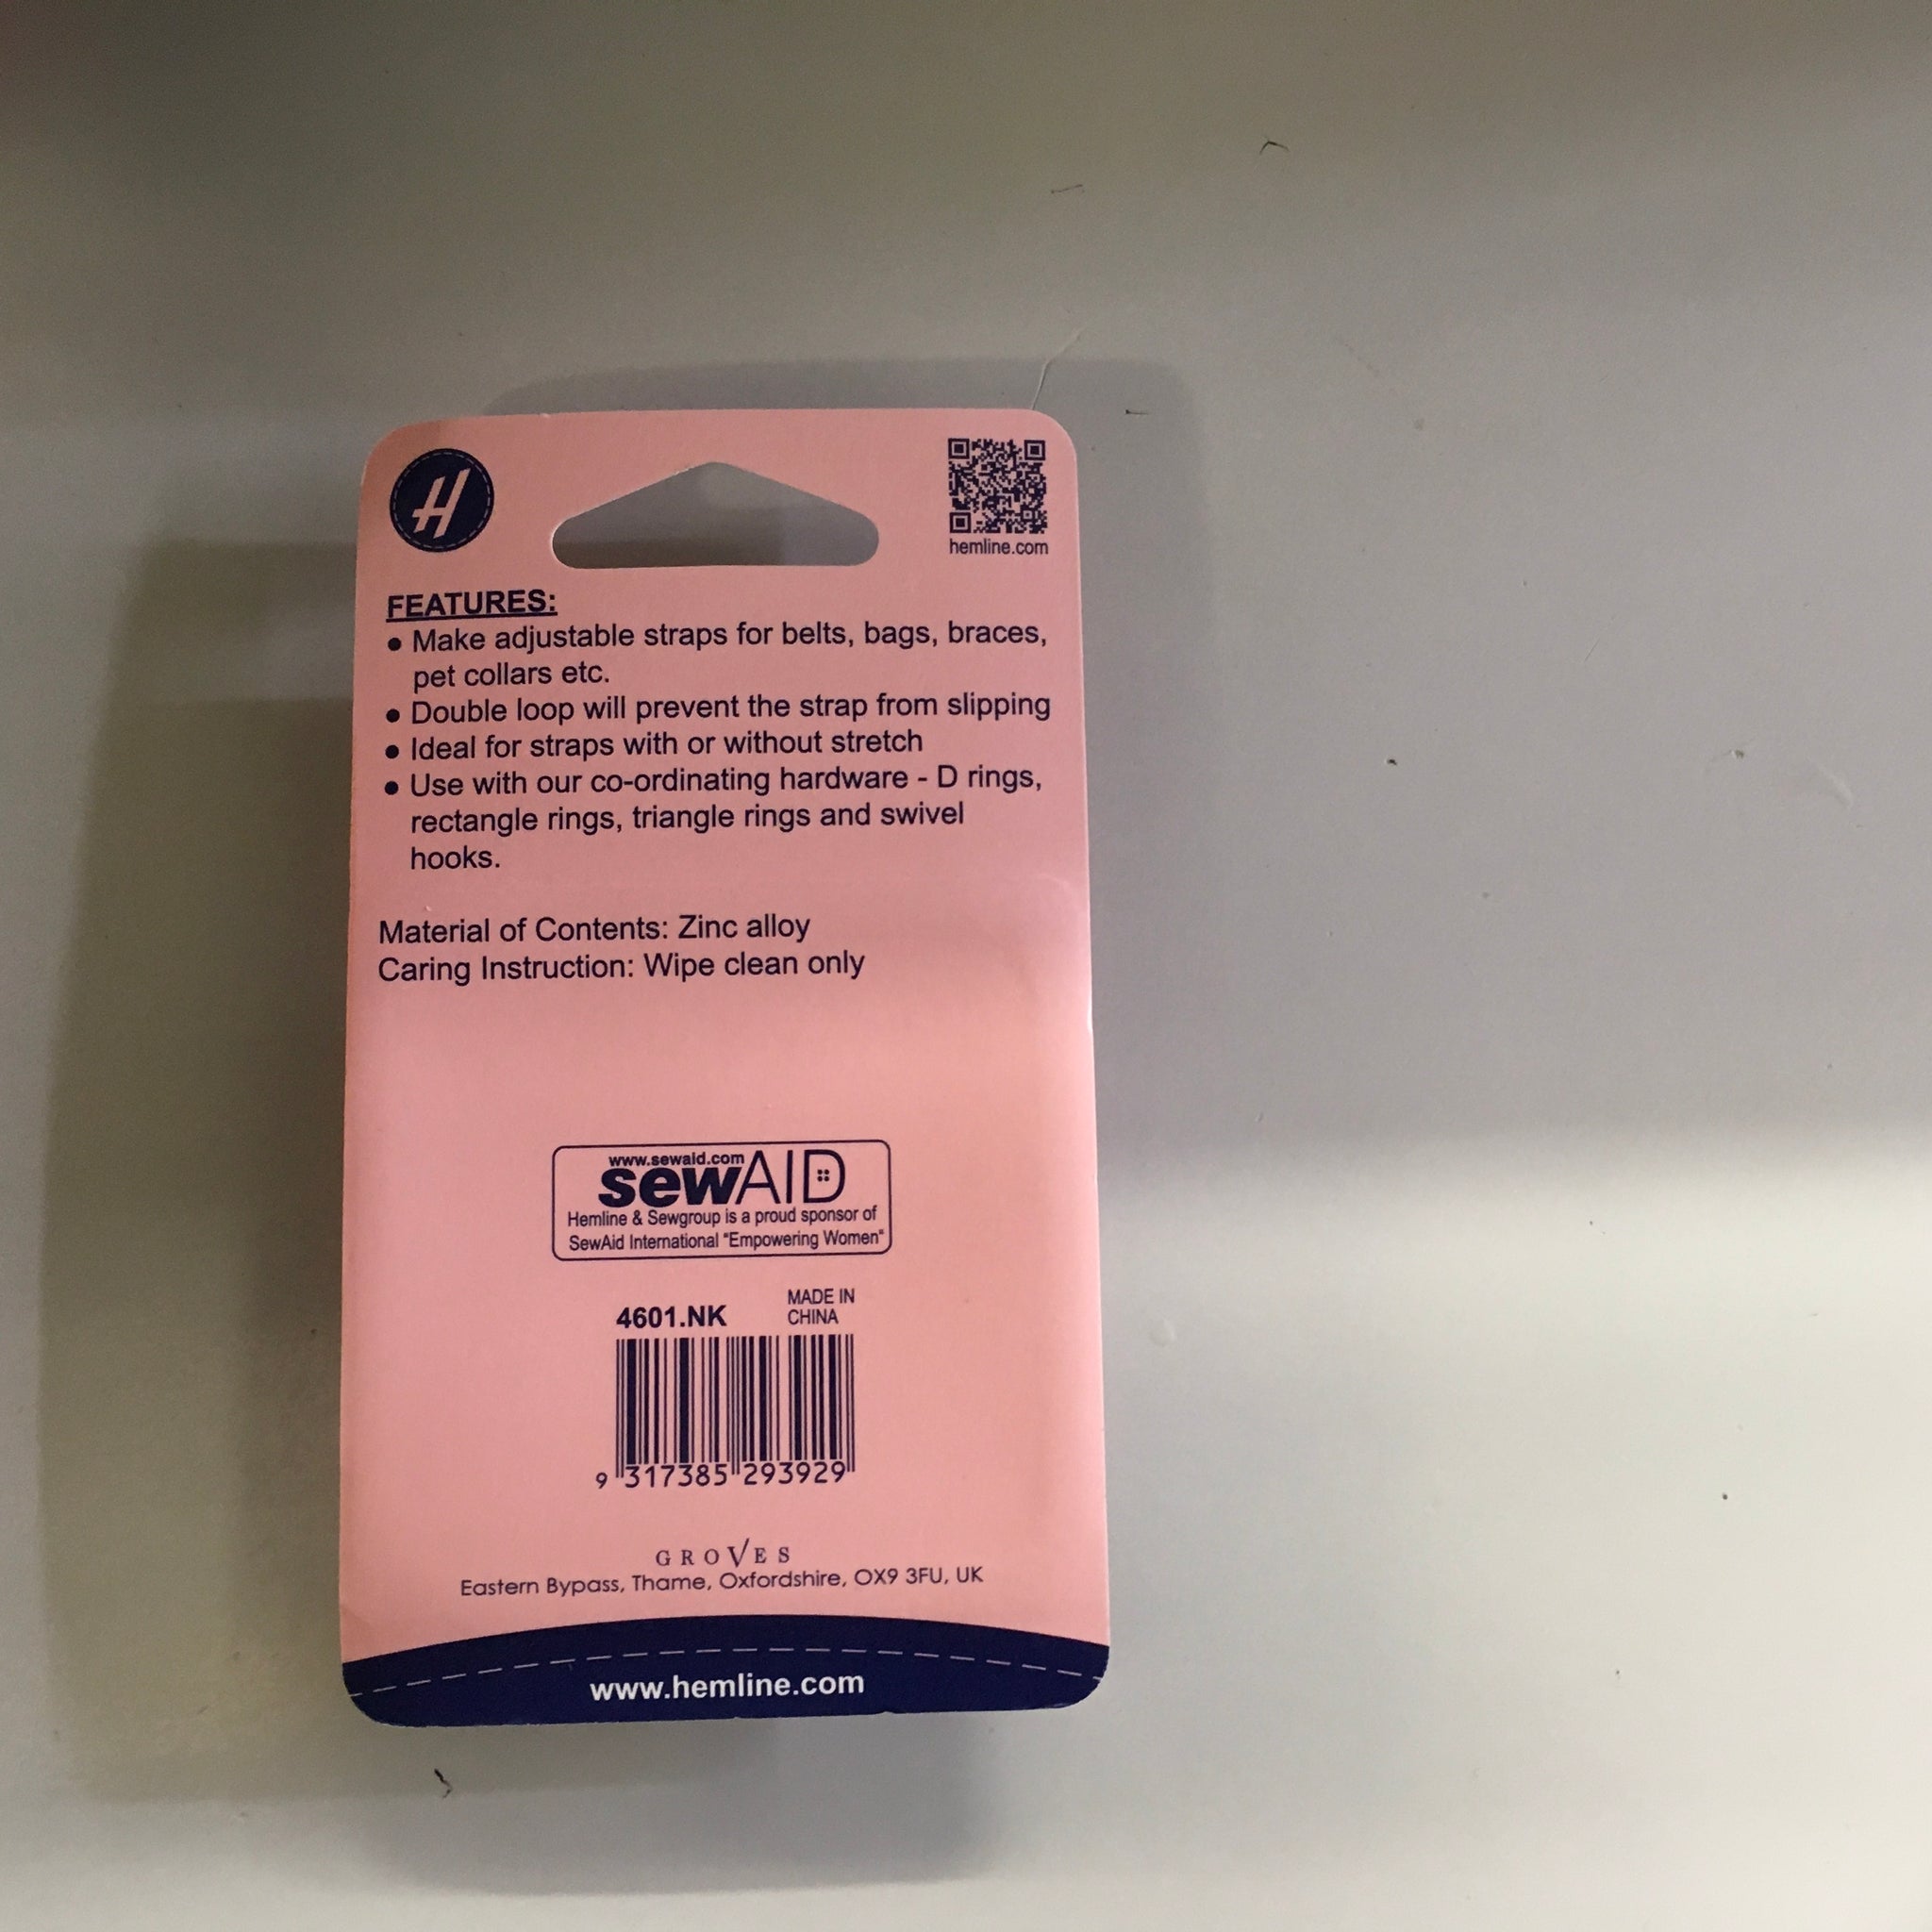 H
hemline.com
FEATURES:
● Make adjustable straps for belts, bags, braces,
pet collars etc.
● Double loop will prevent the strap from slipping
● Ideal for straps with or without stretch
● Use with our co-ordinating hardware - D rings,
rectangle rings, triangle rings and swivel
hooks.
Material of Contents: Zinc alloy
Caring Instruction: Wipe clean only
www.sewaid.com
sewAID
Hemline & Sewgroup is a proud sponsor of
SewAid International "Empowering Women"
4601.NK
MADE IN
CHINA
9 317385 293929
GROVES
Eastern Bypass, Thame, Oxfordshire, OX9 3FU, UK
www.hemline.com